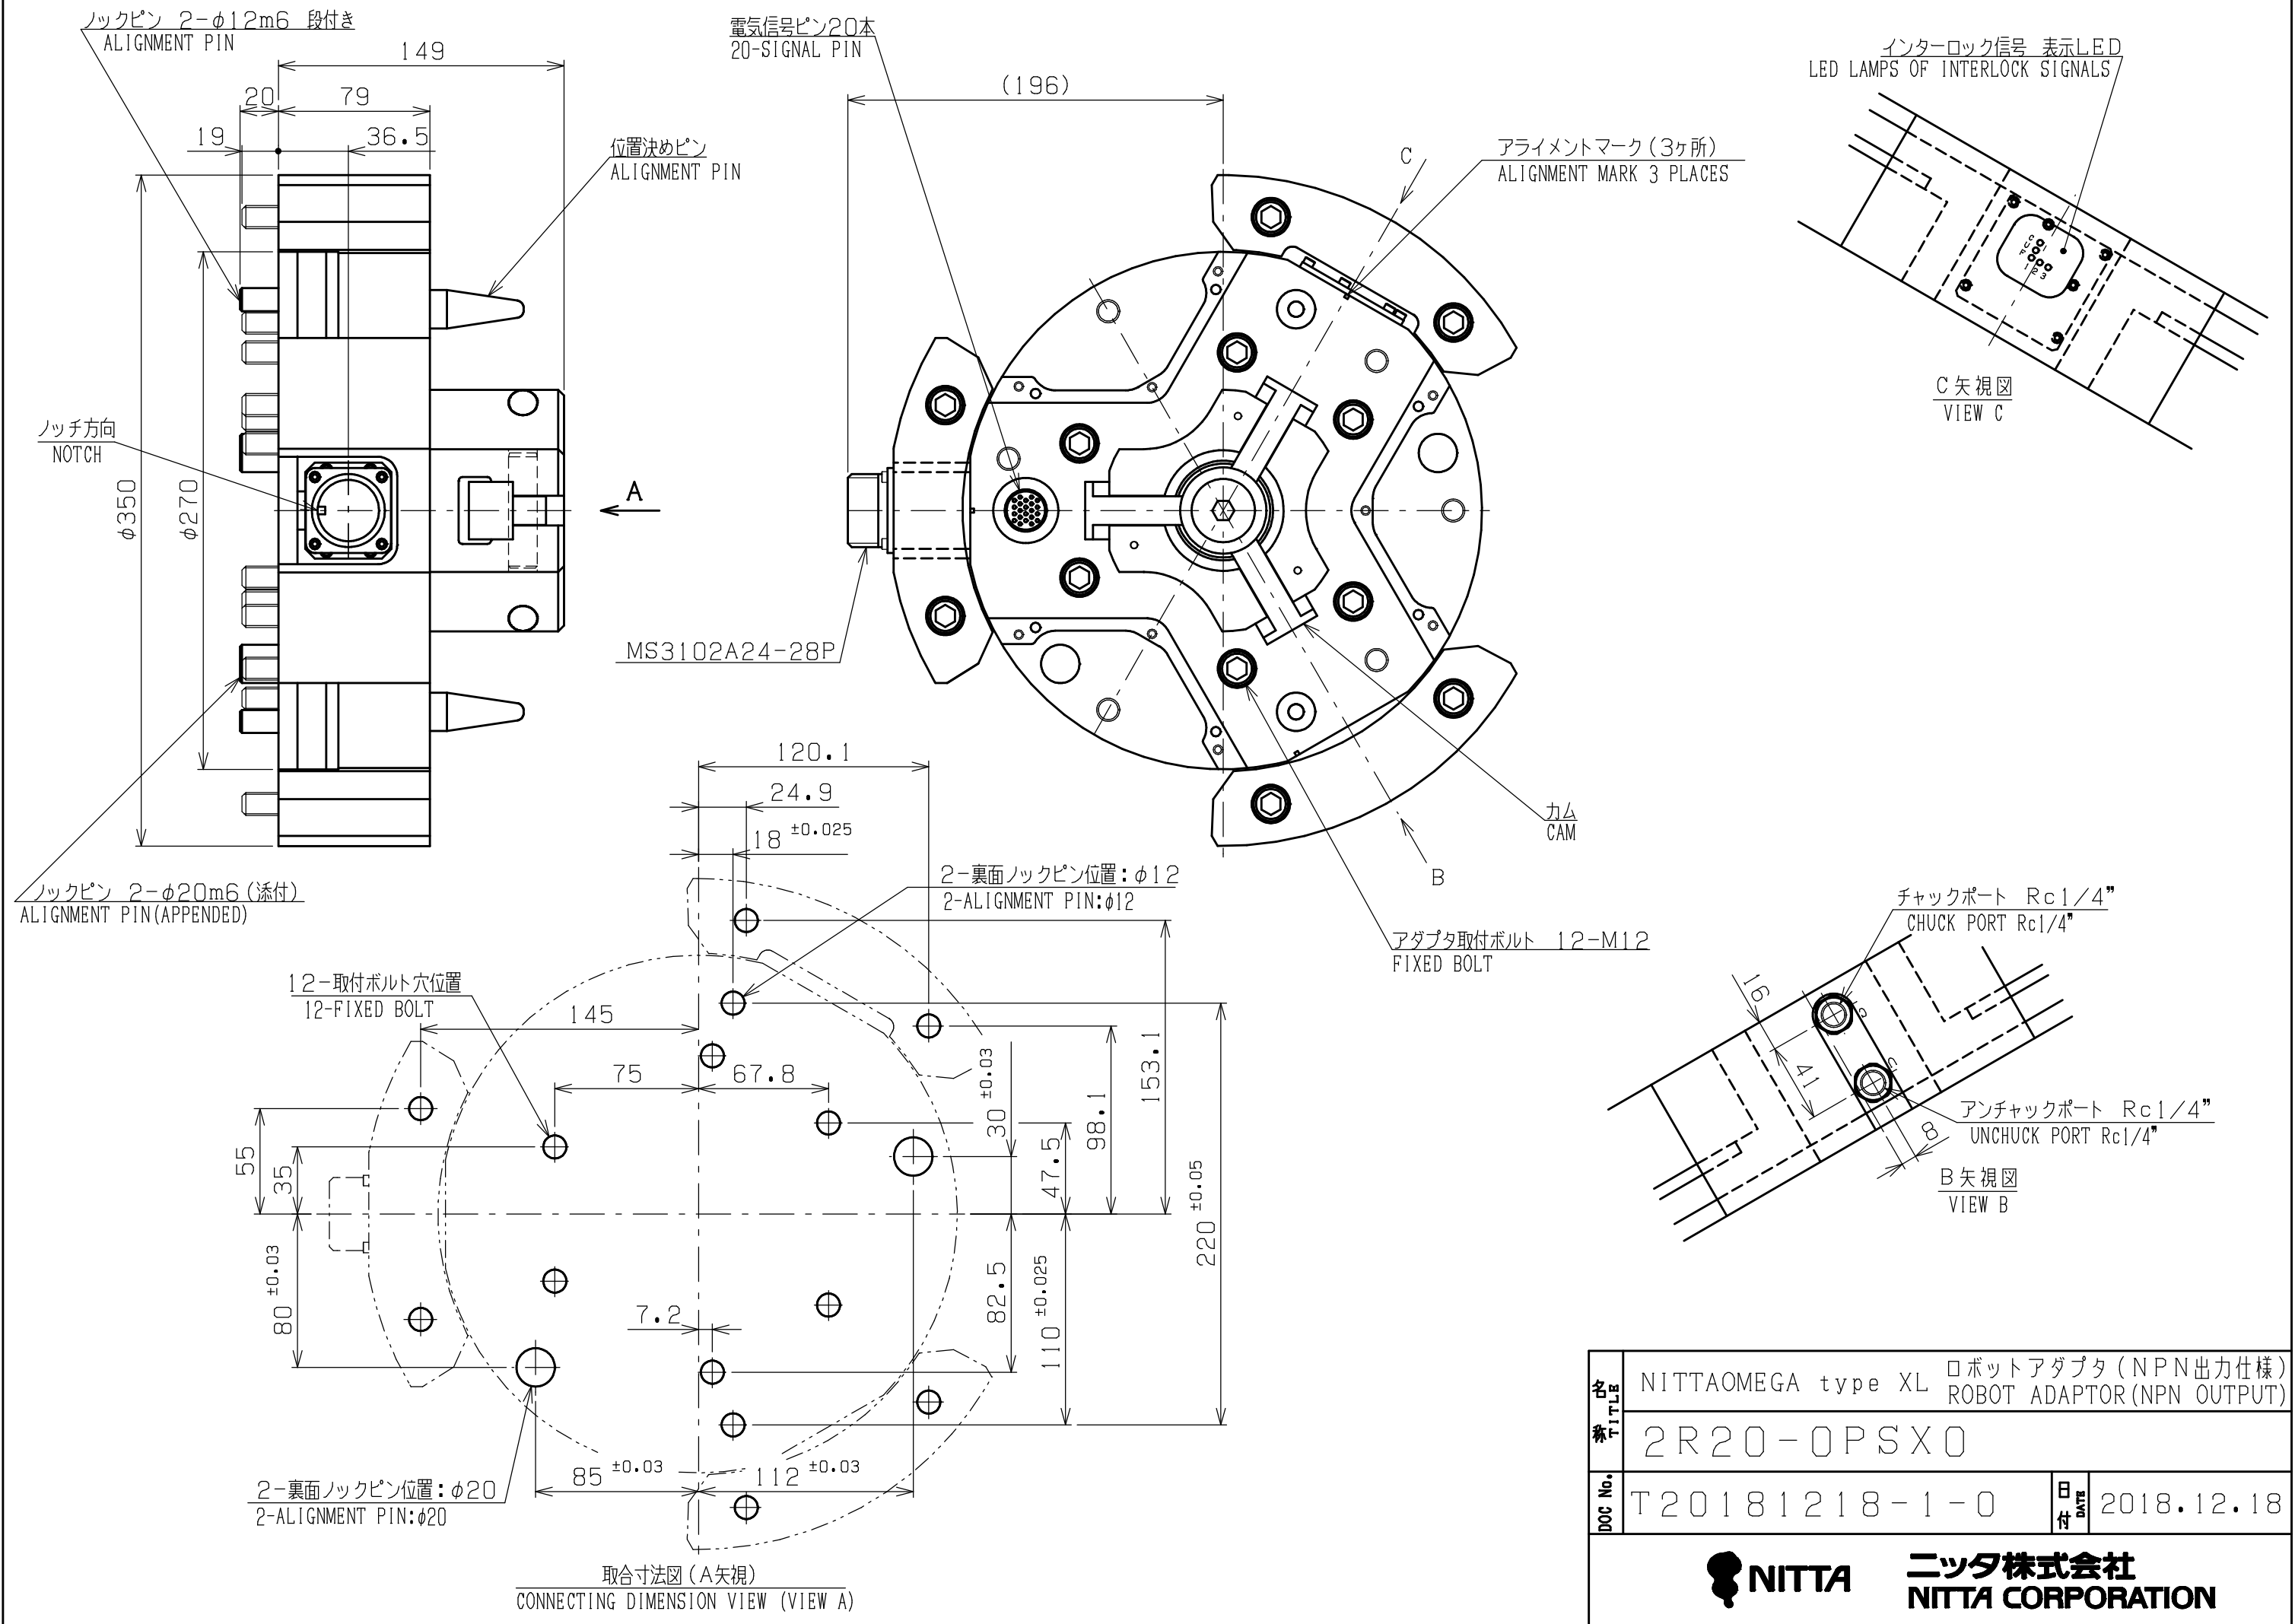 ノックピン 2-φ12m6 段付き
ALIGNMENT PIN
149
20
79
19
36.5
位置決めピン
ALIGNMENT PIN
ノッチ方向
NOTCH
φ350
φ270
A
ノックピン 2-φ20m6(添付)
ALIGNMENT PIN(APPENDED)
電気信号ピン20本
20-SIGNAL PIN
(196)
C
アライメントマーク(3ヶ所)
ALIGNMENT MARK 3 PLACES
MS3102A24-28P
カム
CAM
B
アダプタ取付ボルト 12-M12
FIXED BOLT
インターロック信号 表示LED
LED LAMPS OF INTERLOCK SIGNALS
C
U
F
1
1 2 3
C矢視図
VIEW C
チャックポート Rc1/4"
CHUCK PORT Rc1/4"
16
41
8
アンチャックポート Rc1/4"
UNCHUCK PORT Rc1/4"
B矢視図
VIEW B
120.1
24.9
18 ±0.025
2-裏面ノックピン位置:φ12
2-ALIGNMENT PIN:φ12
12-取付ボルト穴位置
12-FIXED BOLT
145
75
67.8
55
35
80 ±0.03
30 ±0.03
47.5
98.1
153.1
220 ±0.05
82.5
110 ±0.025
7.2
85 ±0.03
112 ±0.03
2-裏面ノックピン位置:φ20
2-ALIGNMENT PIN:φ20
取合寸法図(A矢視)
CONNECTING DIMENSION VIEW (VIEW A)
名称 TITLE
NITTAOMEGA type XL
ロボットアダプタ(NPN出力仕様)
ROBOT ADAPTOR(NPN OUTPUT)
2R20-0PSX0
DOC No.
T20181218-1-0
日付 DATE
2018.12.18
NITTA
ニッタ株式会社
NITTA CORPORATION